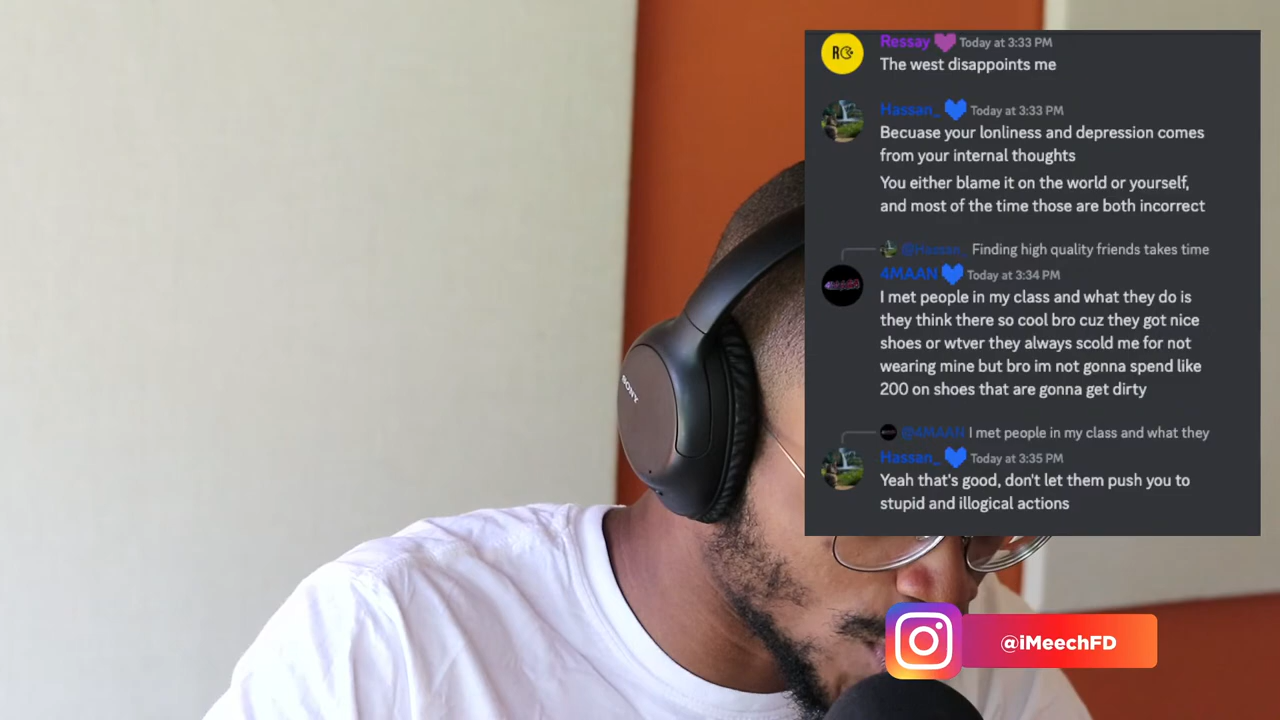 Ressay Today at 3:33 PM
The west disappoints me
Hassan_ Today at 3:33 PM
Becuase your lonliness and depression comes
from your internal thoughts
You either blame it on the world or yourself,
and most of the time those are both incorrect
@Hassan_ Finding high quality friends takes time
4MAAN Today at 3:34 PM
I met people in my class and what they do is
they think there so cool bro cuz they got nice
shoes or wtver they always scold me for not
wearing mine but bro im not gonna spend like
200 on shoes that are gonna get dirty
@4MAAN I met people in my class and what they
Hassan_ Today at 3:35 PM
Yeah that's good, don't let them push you to
stupid and illogical actions
SONY
@iMeechFD